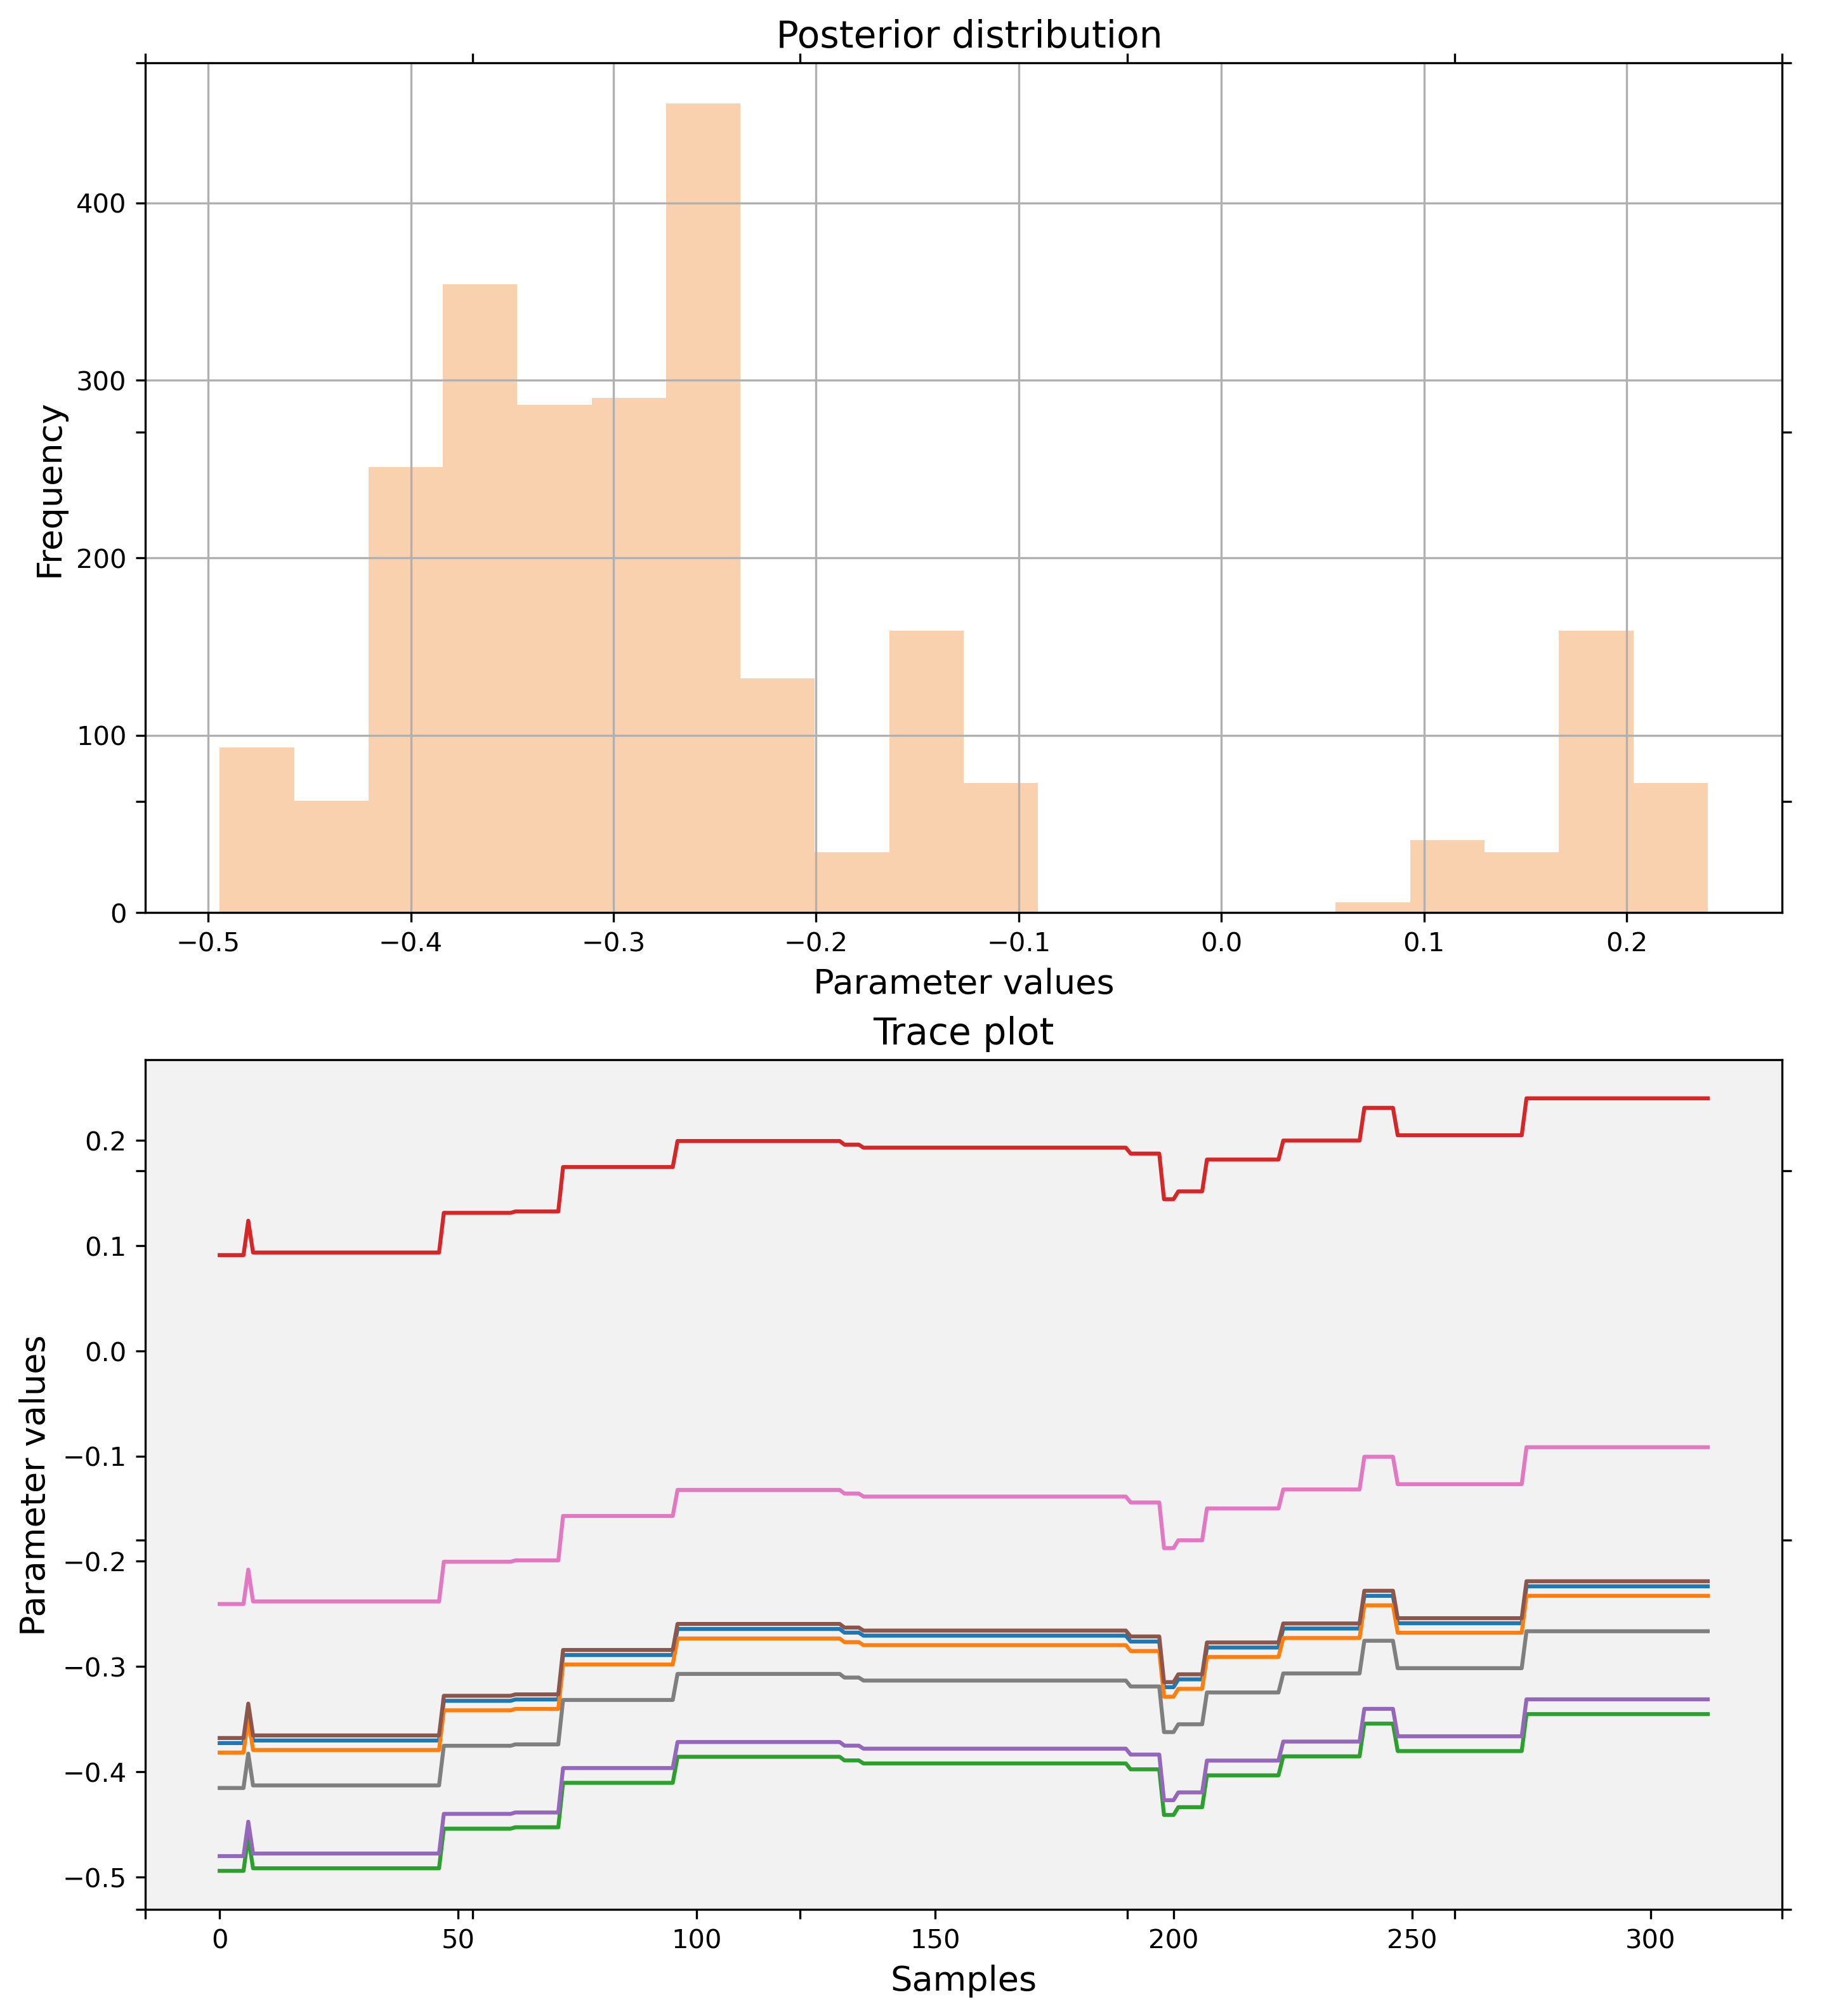 Posterior distribution
400
300
200
100
0
Frequency
−0.5 −0.4 −0.3 −0.2 −0.1 0.0 0.1 0.2
Parameter values
Trace plot
0.2
0.1
0.0
−0.1
−0.2
−0.3
−0.4
−0.5
Parameter values
0 50 100 150 200 250 300
Samples